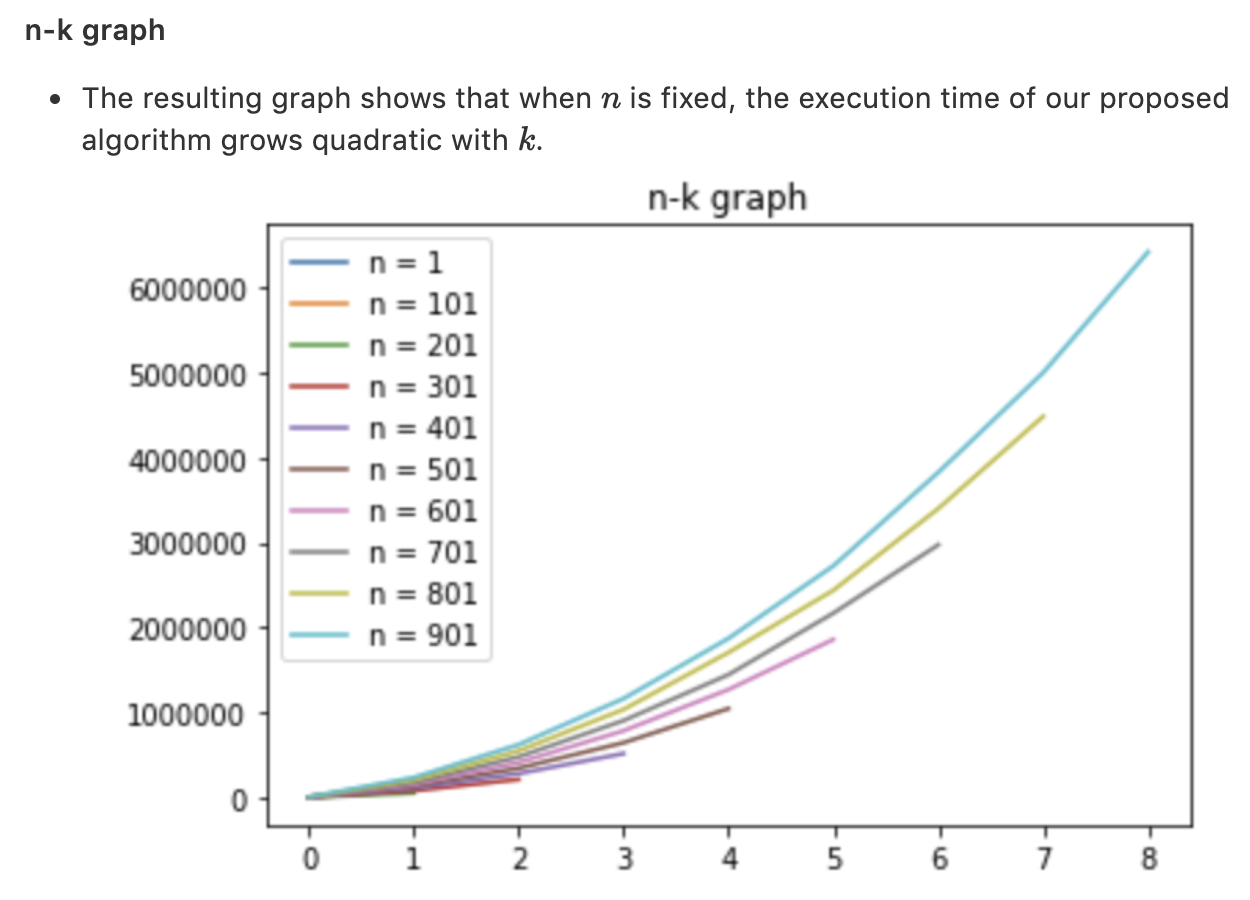 n-k graph
• The resulting graph shows that when n is fixed, the execution time of our proposed
algorithm grows quadratic with k.
n-k graph
n = 1
n = 101
n = 201
n = 301
n = 401
n = 501
n = 601
n = 701
n = 801
n = 901
6000000
5000000
4000000
3000000
2000000
1000000
0
0 1 2 3 4 5 6 7 8